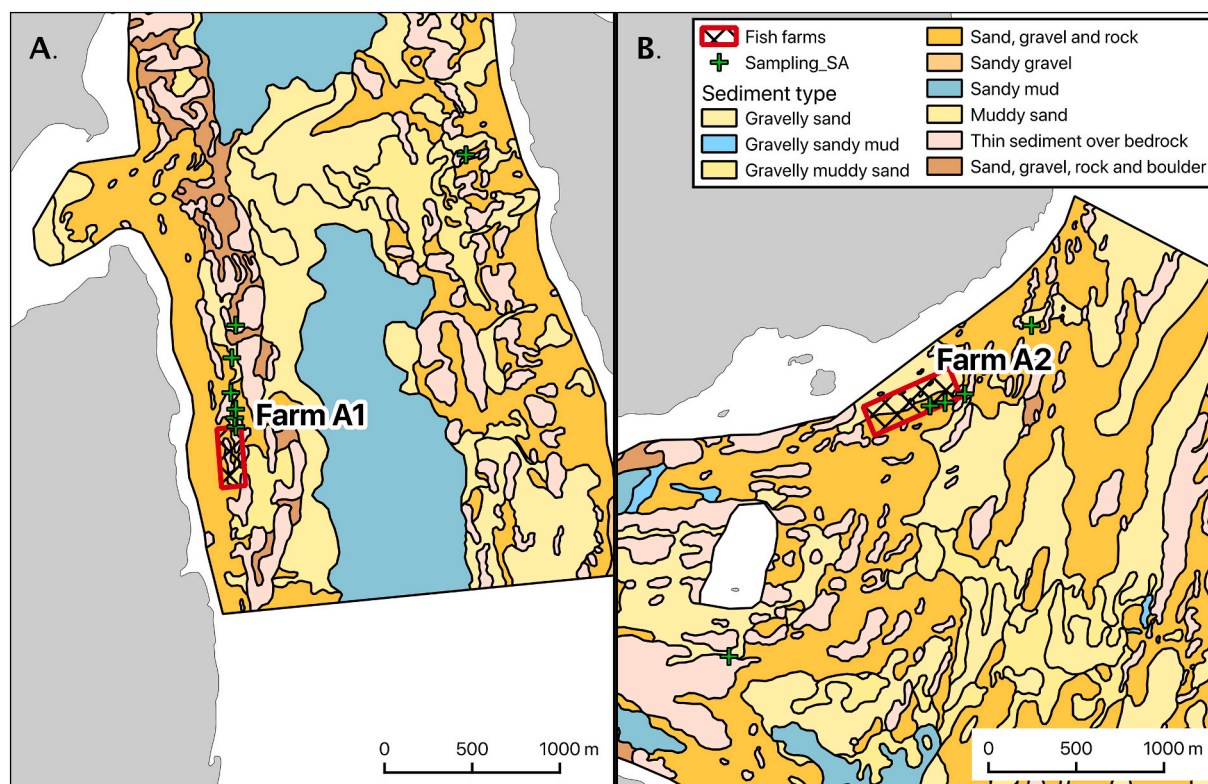 A.
Farm A1
0 500 1000 m
B.
Fish farms
Sampling_SA
Sediment type
Gravelly sand
Gravelly sandy mud
Gravelly muddy sand
Sand, gravel and rock
Sandy gravel
Sandy mud
Muddy sand
Thin sediment over bedrock
Sand, gravel, rock and boulder
Farm A2
0 500 1000 m